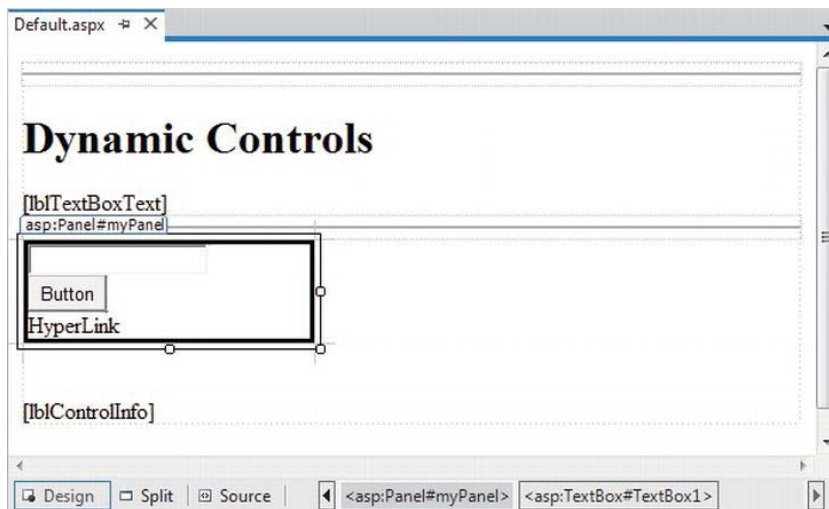 Default.aspx
Dynamic Controls
[lblTextBoxText]
asp:Panel#myPanel
Button
HyperLink
[lblControlInfo]
Design Split Source <asp:Panel#myPanel> <asp:TextBox#TextBox1>